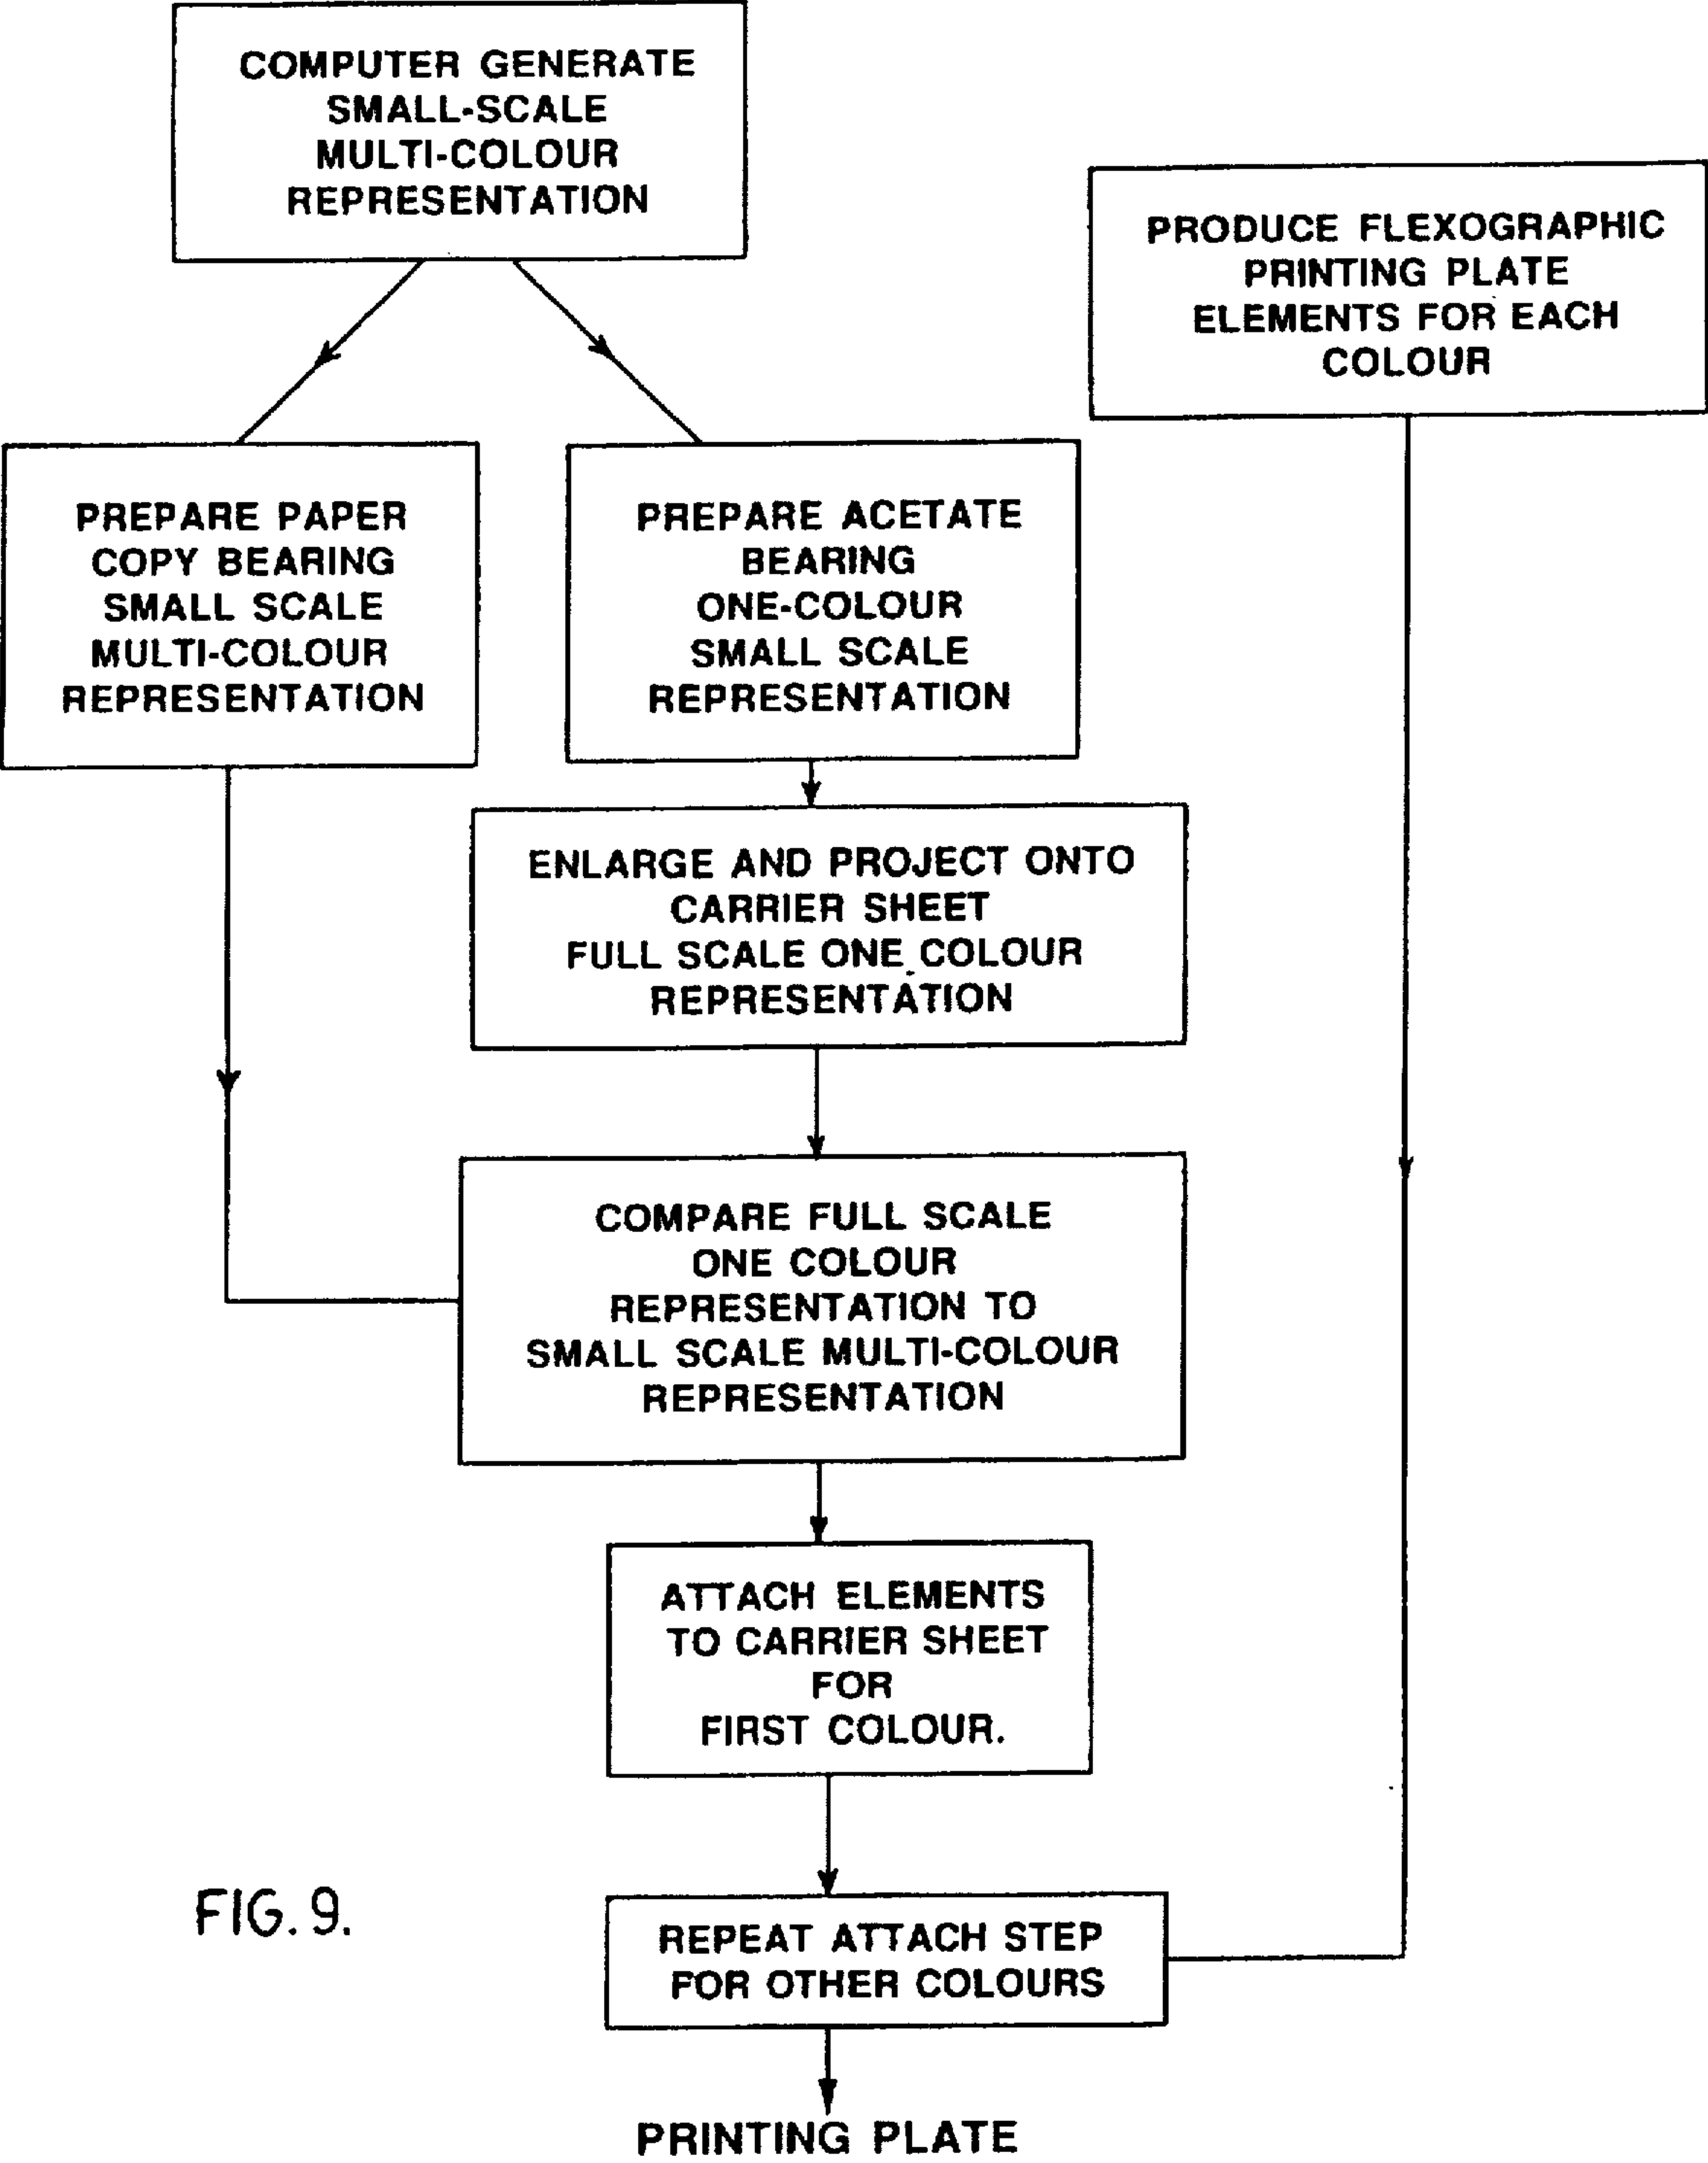 COMPUTER GENERATE
SMALL-SCALE
MULTI-COLOUR
REPRESENTATION
PRODUCE FLEXOGRAPHIC
PRINTING PLATE
ELEMENTS FOR EACH
COLOUR
PREPARE PAPER
COPY BEARING
SMALL SCALE
MULTI-COLOUR
REPRESENTATION
PREPARE ACETATE
BEARING
ONE-COLOUR
SMALL SCALE
REPRESENTATION
ENLARGE AND PROJECT ONTO
CARRIER SHEET
FULL SCALE ONE COLOUR
REPRESENTATION
COMPARE FULL SCALE
ONE COLOUR
REPRESENTATION TO
SMALL SCALE MULTI-COLOUR
REPRESENTATION
ATTACH ELEMENTS
TO CARRIER SHEET
FOR
FIRST COLOUR.
REPEAT ATTACH STEP
FOR OTHER COLOURS
PRINTING PLATE
FIG. 9.